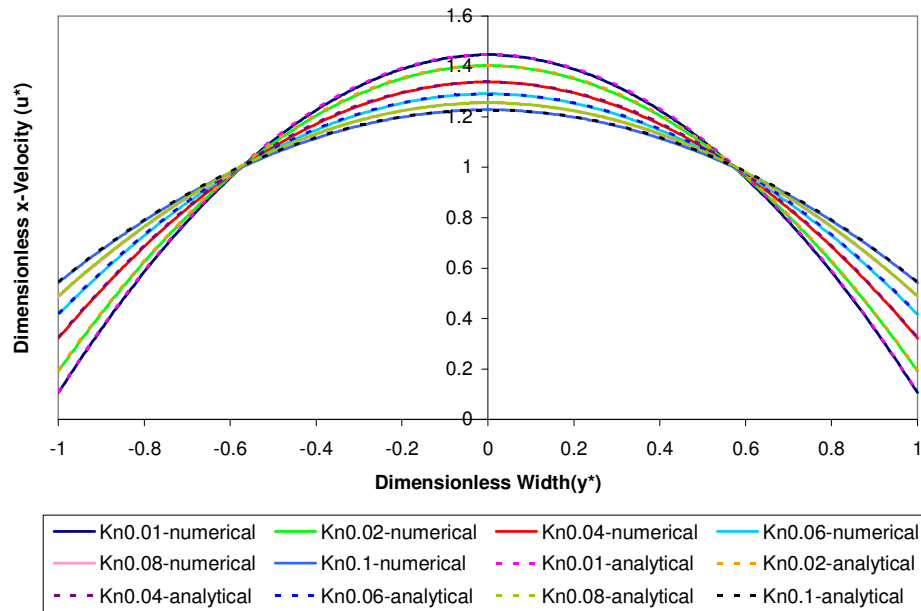 1.6
1.4
1.2
1
0.8
0.6
0.4
0.2
0
-1 -0.8 -0.6 -0.4 -0.2 0 0.2 0.4 0.6 0.8 1
Dimensionless x-Velocity (u*)
Dimensionless Width(y*)
Kn0.01-numerical Kn0.02-numerical Kn0.04-numerical Kn0.06-numerical
Kn0.08-numerical Kn0.1-numerical Kn0.01-analytical Kn0.02-analytical
Kn0.04-analytical Kn0.06-analytical Kn0.08-analytical Kn0.1-analytical